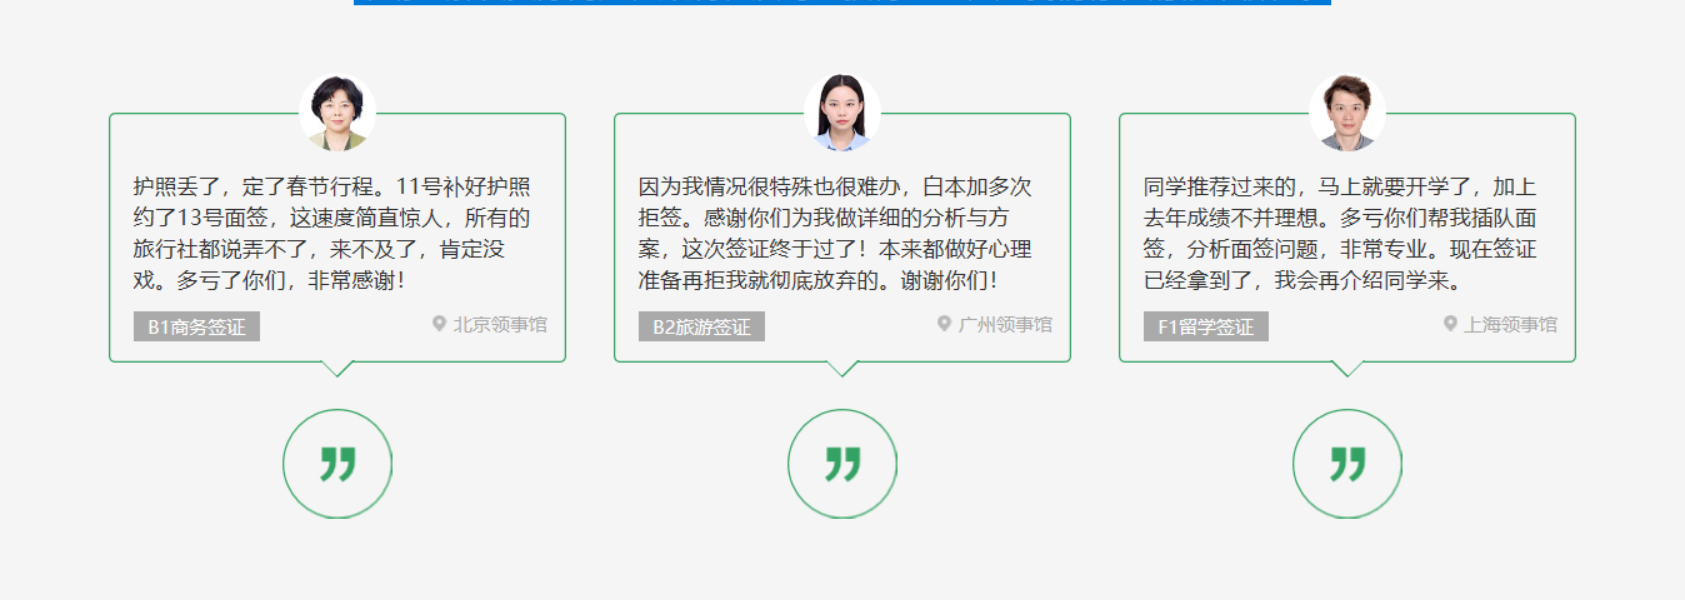 护照丢了，定了春节行程。11号补好护照
约了13号面签，这速度简直惊人，所有的
旅行社都说弄不了，来不及了，肯定没
戏。多亏了你们，非常感谢！
B1商务签证
北京领事馆
因为我情况很特殊也很难办，白本加多次
拒签。感谢你们为我做详细的分析与方
案，这次签证终于过了！本来都做好心理
准备再拒我就彻底放弃的。谢谢你们！
B2旅游签证
广州领事馆
同学推荐过来的，马上就要开学了，加上
去年成绩不并理想。多亏你们帮我插队面
签，分析面签问题，非常专业。现在签证
已经拿到了，我会再介绍同学来。
F1留学签证
上海领事馆